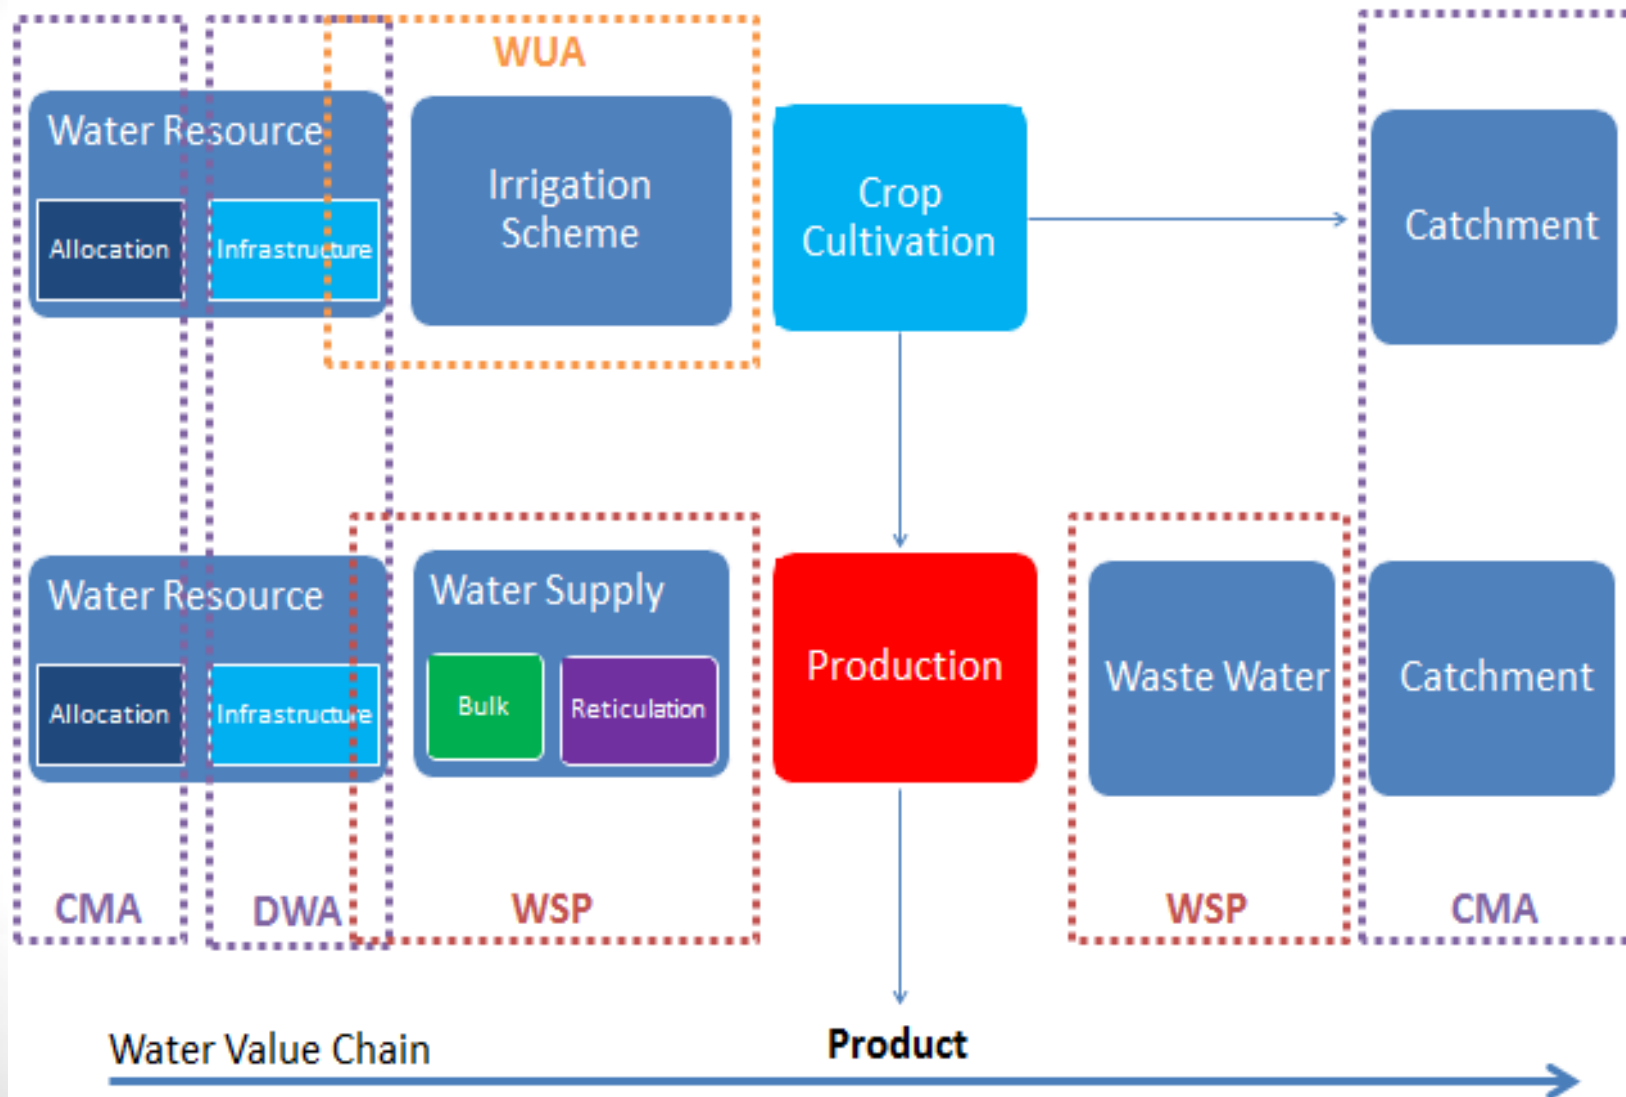 WUA
Water Resource
Allocation
Infrastructure
Irrigation
Scheme
Crop
Cultivation
Catchment
Water Resource
Allocation
Infrastructure
Water Supply
Bulk
Reticulation
Production
Waste Water
Catchment
CMA
DWA
WSP
WSP
CMA
Water Value Chain
Product